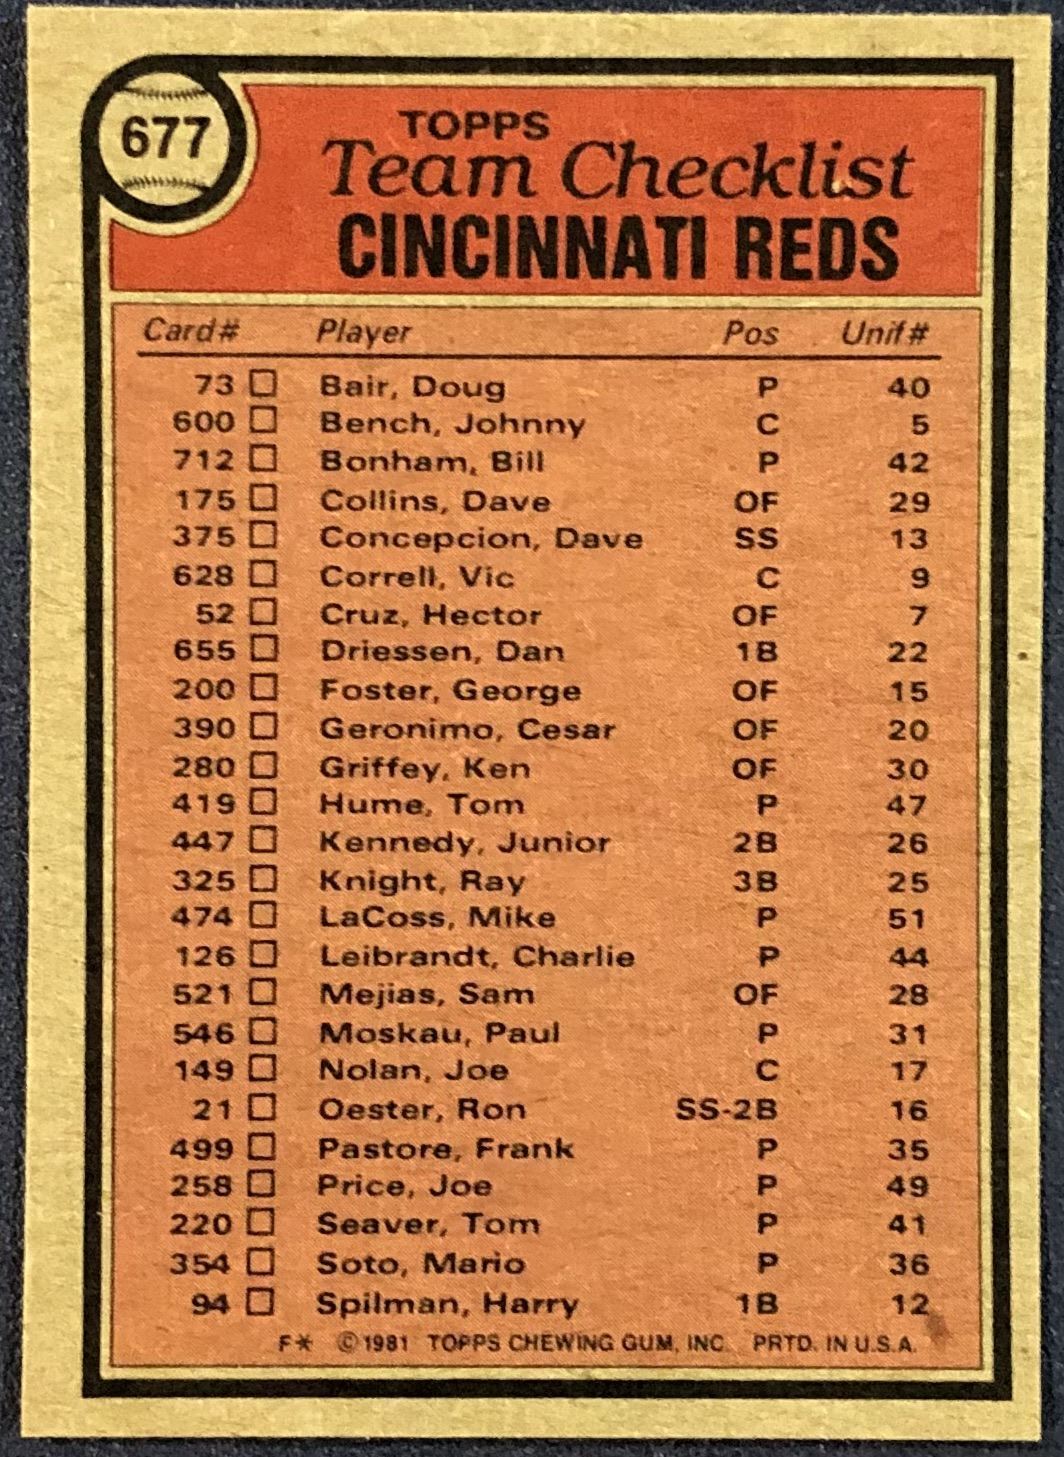 677
TOPPS
Team Checklist
CINCINNATI REDS
Card# Player Pos Unif#
73 Bair, Doug P 40
600 Bench, Johnny C 5
712 Bonham, Bill P 42
175 Collins, Dave OF 29
375 Concepcion, Dave SS 13
628 Correll, Vic C 9
52 Cruz, Hector OF 7
655 Driessen, Dan 1B 22
200 Foster, George OF 15
390 Geronimo, Cesar OF 20
280 Griffey, Ken OF 30
419 Hume, Tom P 47
447 Kennedy, Junior 2B 26
325 Knight, Ray 3B 25
474 LaCoss, Mike P 51
126 Leibrandt, Charlie P 44
521 Mejias, Sam OF 28
546 Moskau, Paul P 31
149 Nolan, Joe C 17
21 Oester, Ron SS-2B 16
499 Pastore, Frank P 35
258 Price, Joe P 49
220 Seaver, Tom P 41
354 Soto, Mario P 36
94 Spilman, Harry 1B 12
F* ©1981 TOPPS CHEWING GUM, INC. PRTD. IN U.S.A.